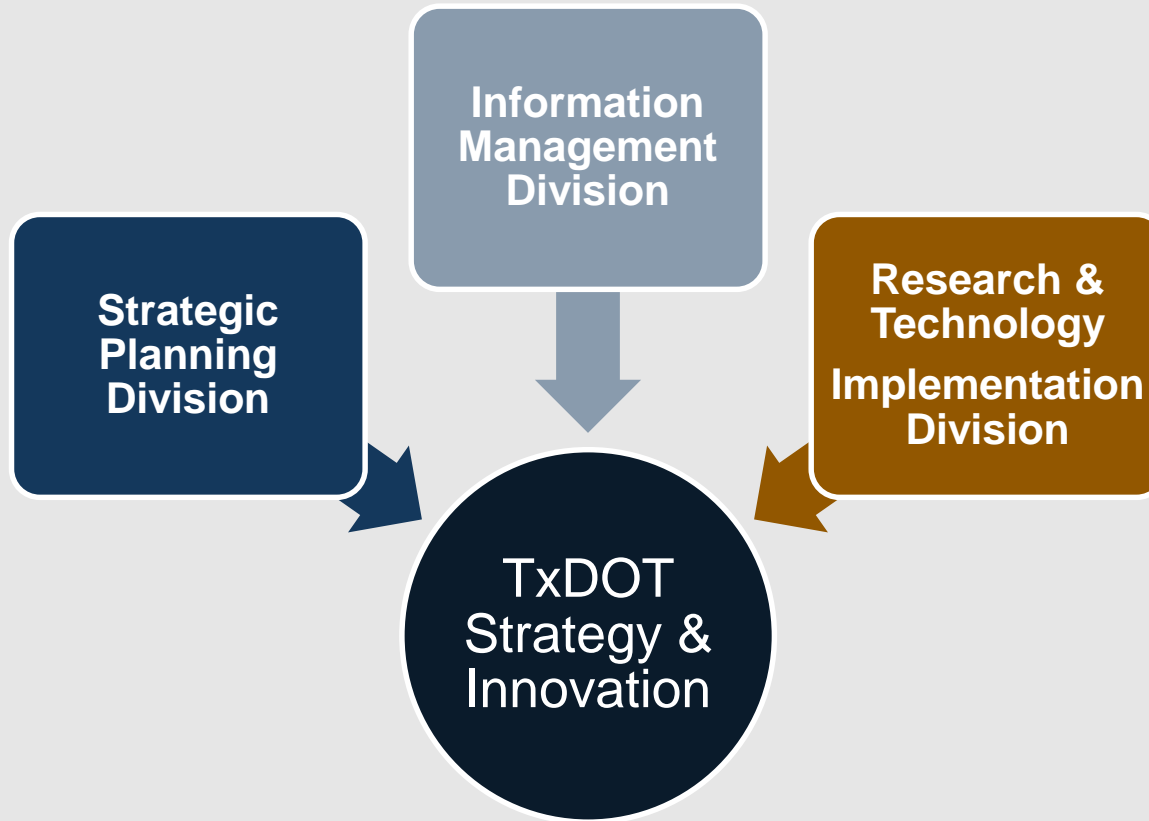 Information
Management
Division
Strategic
Planning
Division
Research &
Technology
Implementation
Division
TxDOT
Strategy &
Innovation